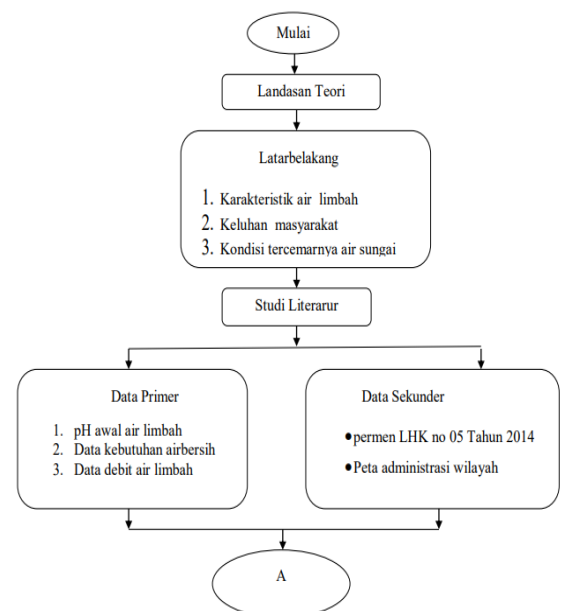 Mulai
Landasan Teori
Latarbelakang
1. Karakteristik air limbah
2. Keluhan masyarakat
3. Kondisi tercemarnya air sungai
Studi Literarur
Data Primer
1. pH awal air limbah
2. Data kebutuhan airbersih
3. Data debit air limbah
Data Sekunder
●permen LHK no 05 Tahun 2014
●Peta administrasi wilayah
A